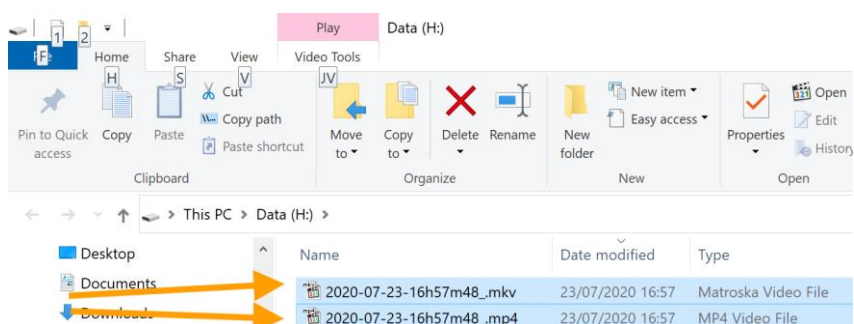 1 2 Play Data (H:)
F Home Share View Video Tools
H S V JV
Pin to Quick access
Copy
Paste
Cut
Copy path
Paste shortcut
Clipboard
Move to
Copy to
Delete
Rename
Organize
New folder
New item
Easy access
New
Properties
Open
Edit
History
Open
This PC > Data (H:) >
Desktop
Documents
Downloads
Name Date modified Type
2020-07-23-16h57m48_.mkv 23/07/2020 16:57 Matroska Video File
2020-07-23-16h57m48_.mp4 23/07/2020 16:57 MP4 Video File